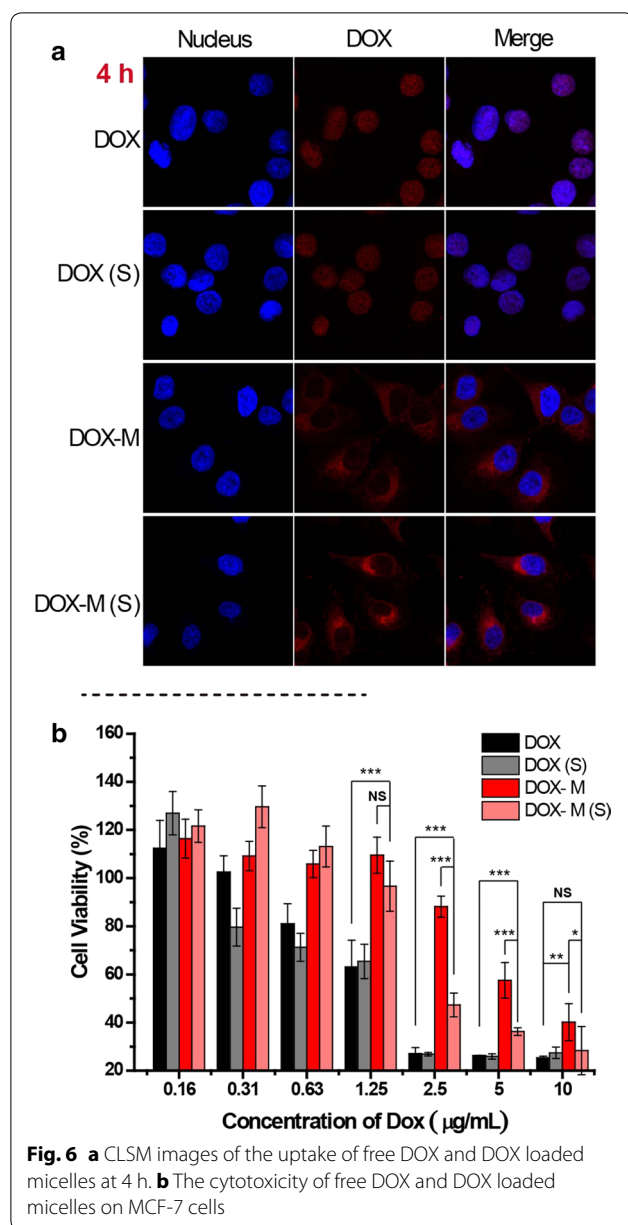 a
Nudeus DOX Merge
4 h
DOX
DOX (S)
DOX-M
DOX-M (S)
b
160
140
120
100
80
60
40
20
Cell Viability (%)
DOX
DOX (S)
DOX- M
DOX- M (S)
***
NS
***
***
***
***
NS
**
*
0.16 0.31 0.63 1.25 2.5 5 10
Concentration of Dox ( μg/mL)
Fig. 6 a CLSM images of the uptake of free DOX and DOX loaded
micelles at 4 h. b The cytotoxicity of free DOX and DOX loaded
micelles on MCF-7 cells